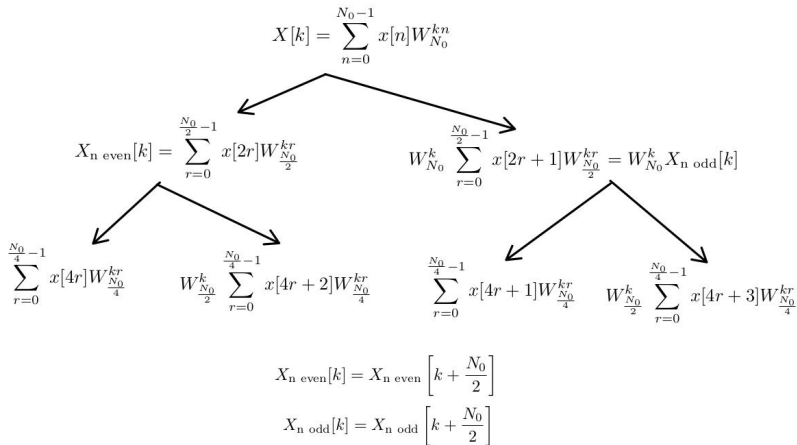 X[k] = \sum_{n=0}^{N_0-1} x[n] W_{N_0}^{kn}
X_{\text{n even}}[k] = \sum_{r=0}^{\frac{N_0}{2}-1} x[2r] W_{\frac{N_0}{2}}^{kr}
W_{N_0}^{k} \sum_{r=0}^{\frac{N_0}{2}-1} x[2r+1] W_{\frac{N_0}{2}}^{kr} = W_{N_0}^{k} X_{\text{n odd}}[k]
\sum_{r=0}^{\frac{N_0}{4}-1} x[4r] W_{\frac{N_0}{4}}^{kr}
W_{\frac{N_0}{2}}^{k} \sum_{r=0}^{\frac{N_0}{4}-1} x[4r+2] W_{\frac{N_0}{4}}^{kr}
\sum_{r=0}^{\frac{N_0}{4}-1} x[4r+1] W_{\frac{N_0}{4}}^{kr}
W_{\frac{N_0}{2}}^{k} \sum_{r=0}^{\frac{N_0}{4}-1} x[4r+3] W_{\frac{N_0}{4}}^{kr}
X_{\text{n even}}[k] = X_{\text{n even}} \left[ k + \frac{N_0}{2} \right]
X_{\text{n odd}}[k] = X_{\text{n odd}} \left[ k + \frac{N_0}{2} \right]